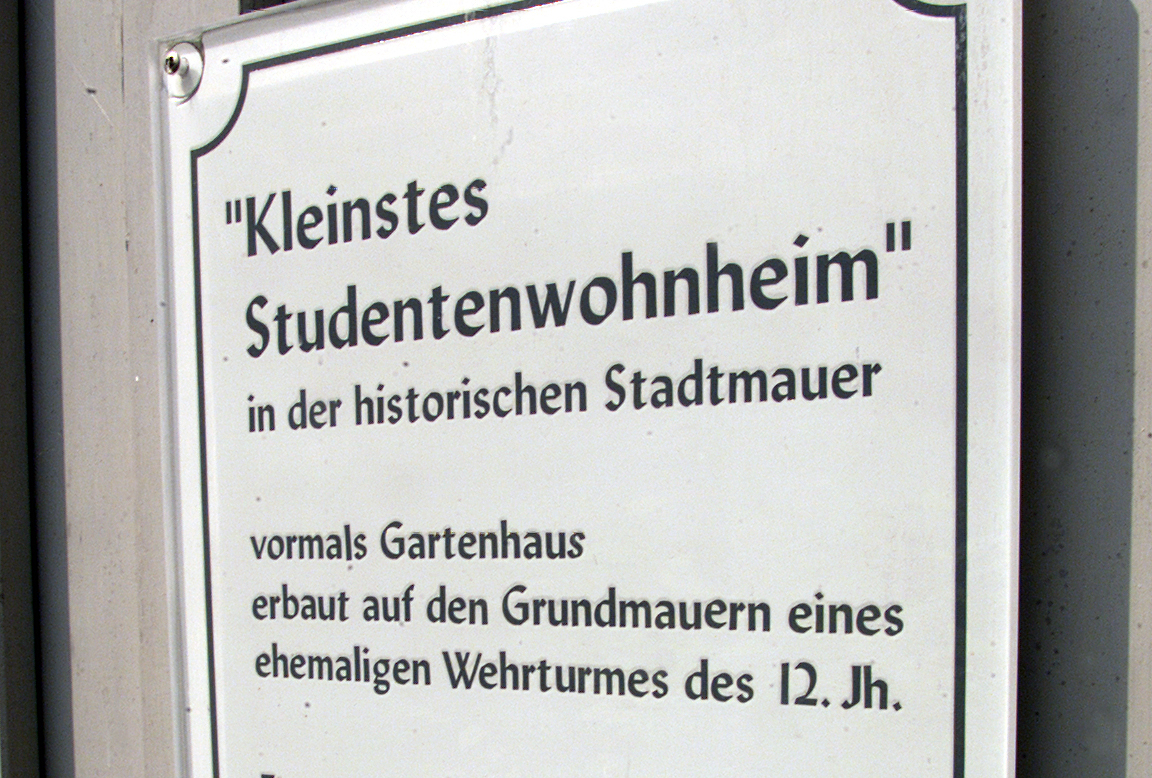 "Kleinstes
Studentenwohnheim"
in der historischen Stadtmauer
vormals Gartenhaus
erbaut auf den Grundmauern eines
ehemaligen Wehrturmes des 12. Jh.